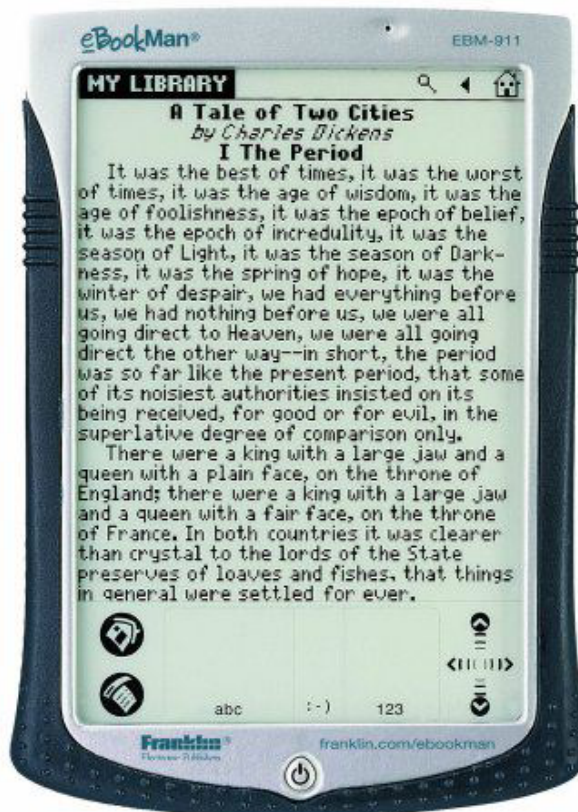 eBookMan®
EBM-911
MY LIBRARY
A Tale of Two Cities
by Charles Dickens
I The Period
It was the best of times, it was the worst
of times, it was the age of wisdom, it was the
age of foolishness, it was the epoch of belief,
it was the epoch of incredulity, it was the
season of Light, it was the season of Dark-
ness, it was the spring of hope, it was the
winter of despair, we had everything before
us, we had nothing before us, we were all
going direct to Heaven, we were all going
direct the other way--in short, the period
was so far like the present period, that some
of its noisiest authorities insisted on its
being received, for good or for evil, in the
superlative degree of comparison only.
There were a king with a large jaw and a
queen with a plain face, on the throne of
England; there were a king with a large jaw
and a queen with a fair face, on the throne
of France. In both countries it was clearer
than crystal to the lords of the State
preserves of loaves and fishes, that things
in general were settled for ever.
abc
:-)
123
Franklin®
Electronic Publishers
franklin.com/ebookman